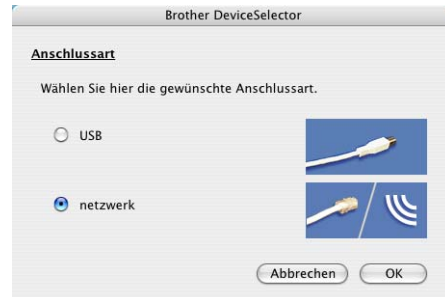 Brother DeviceSelector
Anschlussart
Wählen Sie hier die gewünschte Anschlussart.
USB
netzwerk
Abbrechen OK